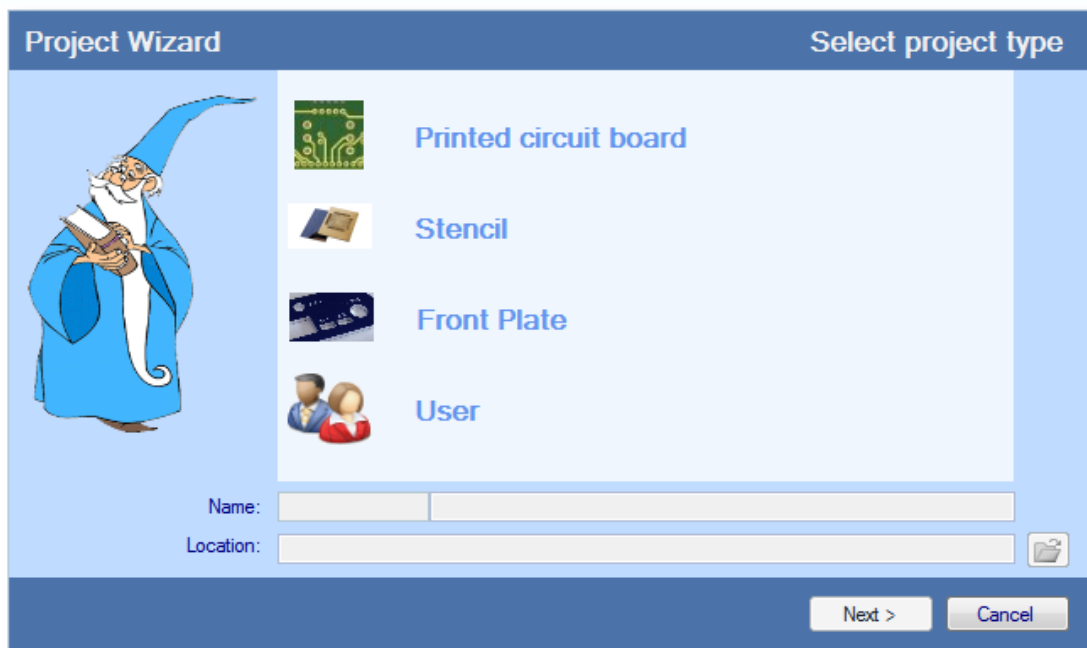 Project Wizard
Select project type
Printed circuit board
Stencil
Front Plate
User
Name:
Location:
Next >
Cancel